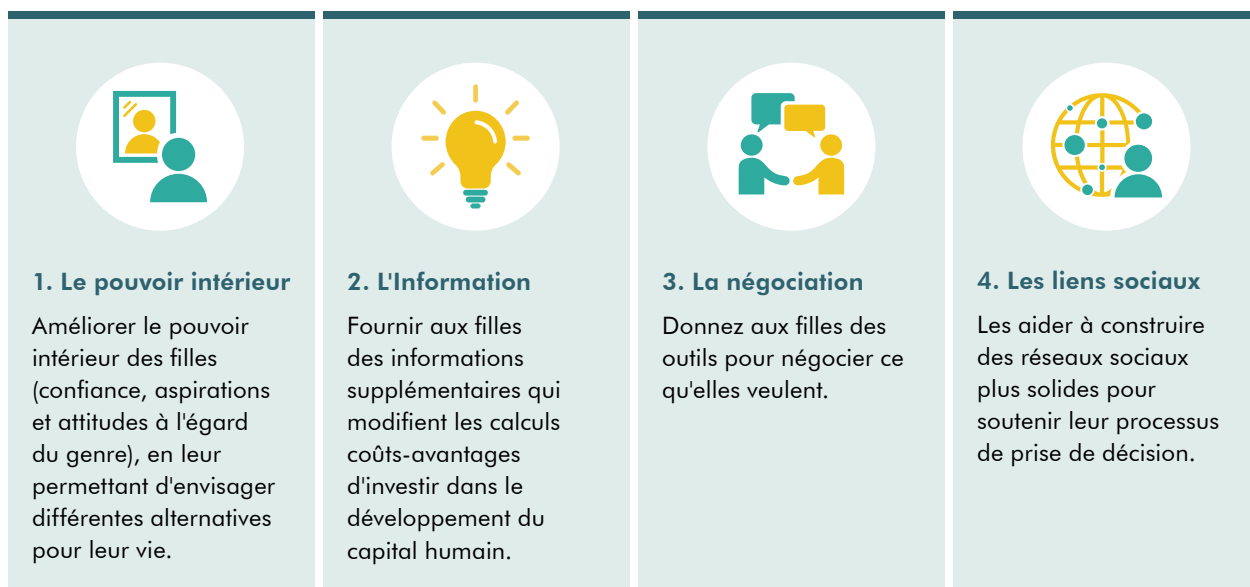 1. Le pouvoir intérieur
Améliorer le pouvoir
intérieur des filles
(confiance, aspirations
et attitudes à l'égard
du genre), en leur
permettant d'envisager
différentes alternatives
pour leur vie.
2. L'Information
Fournir aux filles
des informations
supplémentaires qui
modifient les calculs
coûts-avantages
d'investir dans le
développement du
capital humain.
3. La négociation
Donnez aux filles des
outils pour négocier ce
qu'elles veulent.
4. Les liens sociaux
Les aider à construire
des réseaux sociaux
plus solides pour
soutenir leur processus
de prise de décision.